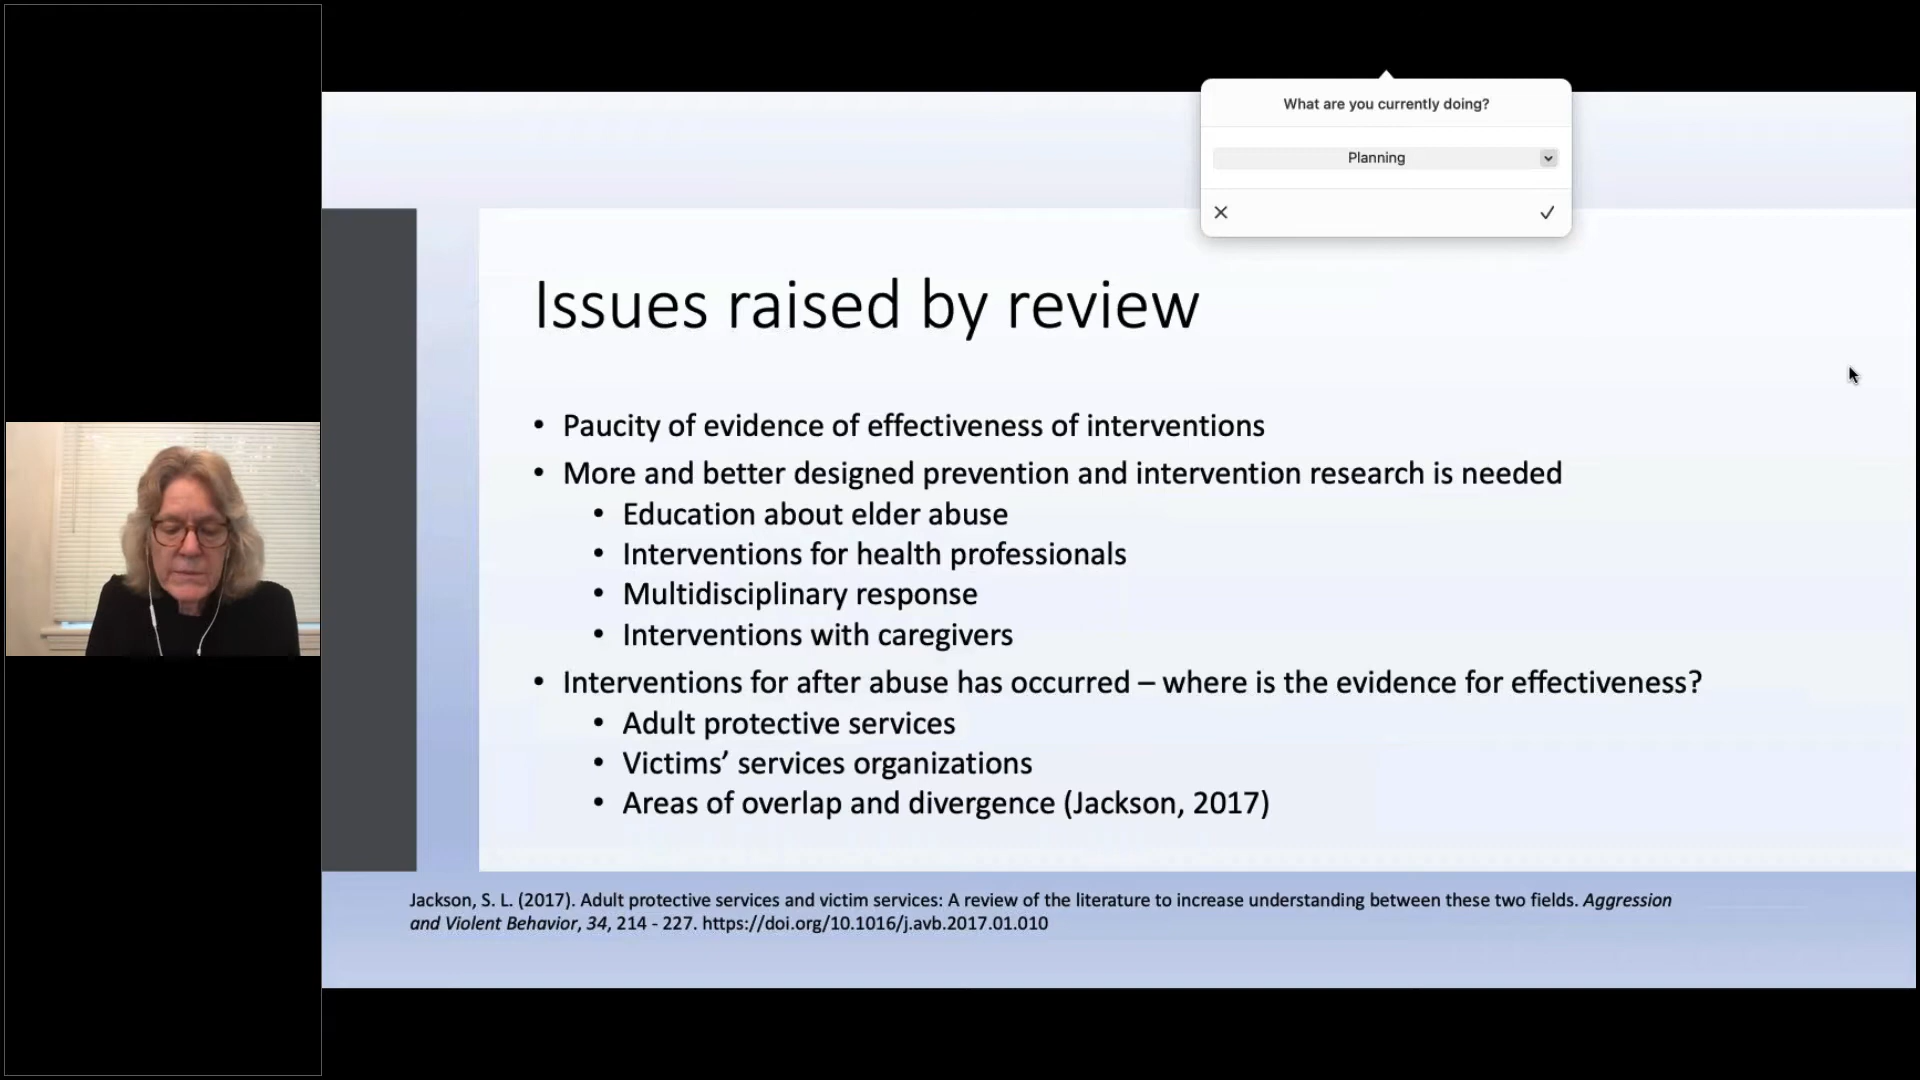 What are you currently doing?
Planning
Issues raised by review
• Paucity of evidence of effectiveness of interventions
• More and better designed prevention and intervention research is needed
• Education about elder abuse
• Interventions for health professionals
• Multidisciplinary response
• Interventions with caregivers
• Interventions for after abuse has occurred – where is the evidence for effectiveness?
• Adult protective services
• Victims’ services organizations
• Areas of overlap and divergence (Jackson, 2017)
Jackson, S. L. (2017). Adult protective services and victim services: A review of the literature to increase understanding between these two fields. Aggression
and Violent Behavior, 34, 214 - 227. https://doi.org/10.1016/j.avb.2017.01.010